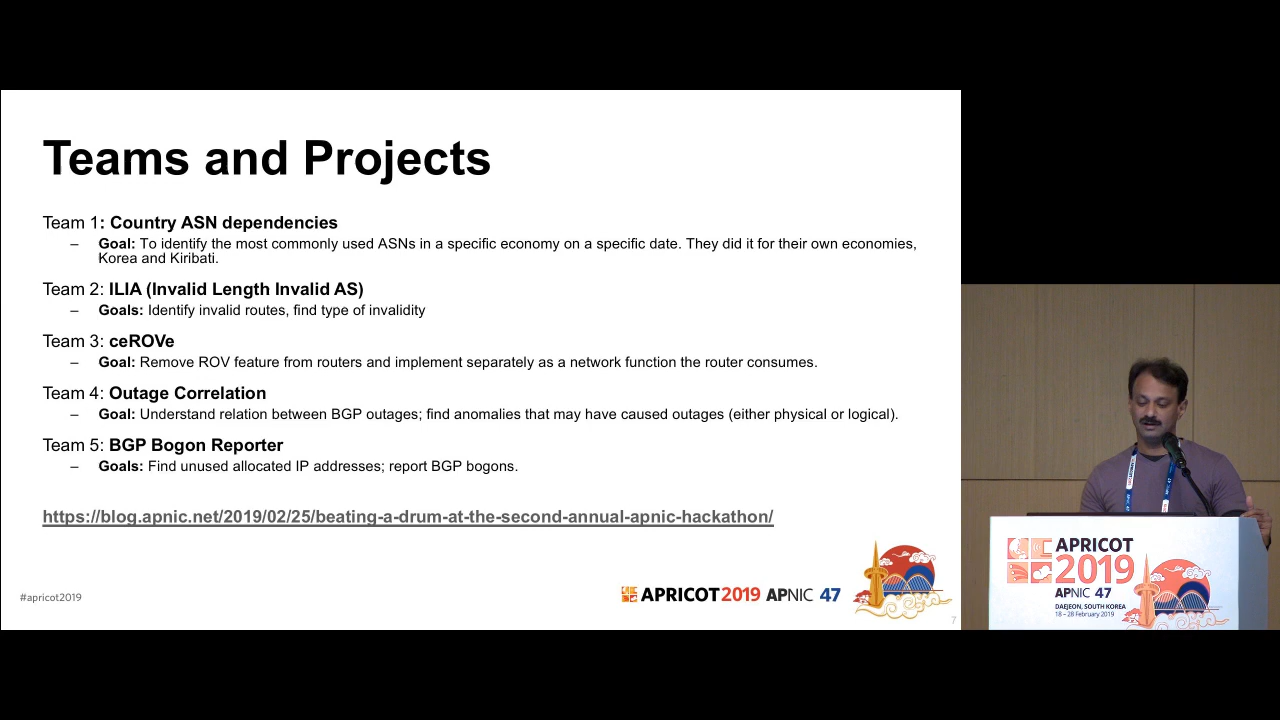 Teams and Projects
Team 1: Country ASN dependencies
– Goal: To identify the most commonly used ASNs in a specific economy on a specific date. They did it for their own economies,
Korea and Kiribati.
Team 2: ILIA (Invalid Length Invalid AS)
– Goals: Identify invalid routes, find type of invalidity
Team 3: ceROVe
– Goal: Remove ROV feature from routers and implement separately as a network function the router consumes.
Team 4: Outage Correlation
– Goal: Understand relation between BGP outages; find anomalies that may have caused outages (either physical or logical).
Team 5: BGP Bogon Reporter
– Goals: Find unused allocated IP addresses; report BGP bogons.
https://blog.apnic.net/2019/02/25/beating-a-drum-at-the-second-annual-apnic-hackathon/
#apricot2019
APRICOT 2019 APNIC 47
7
APRICOT
2019
APNIC 47
DAEJEON, SOUTH KOREA
18 – 28 February 2019